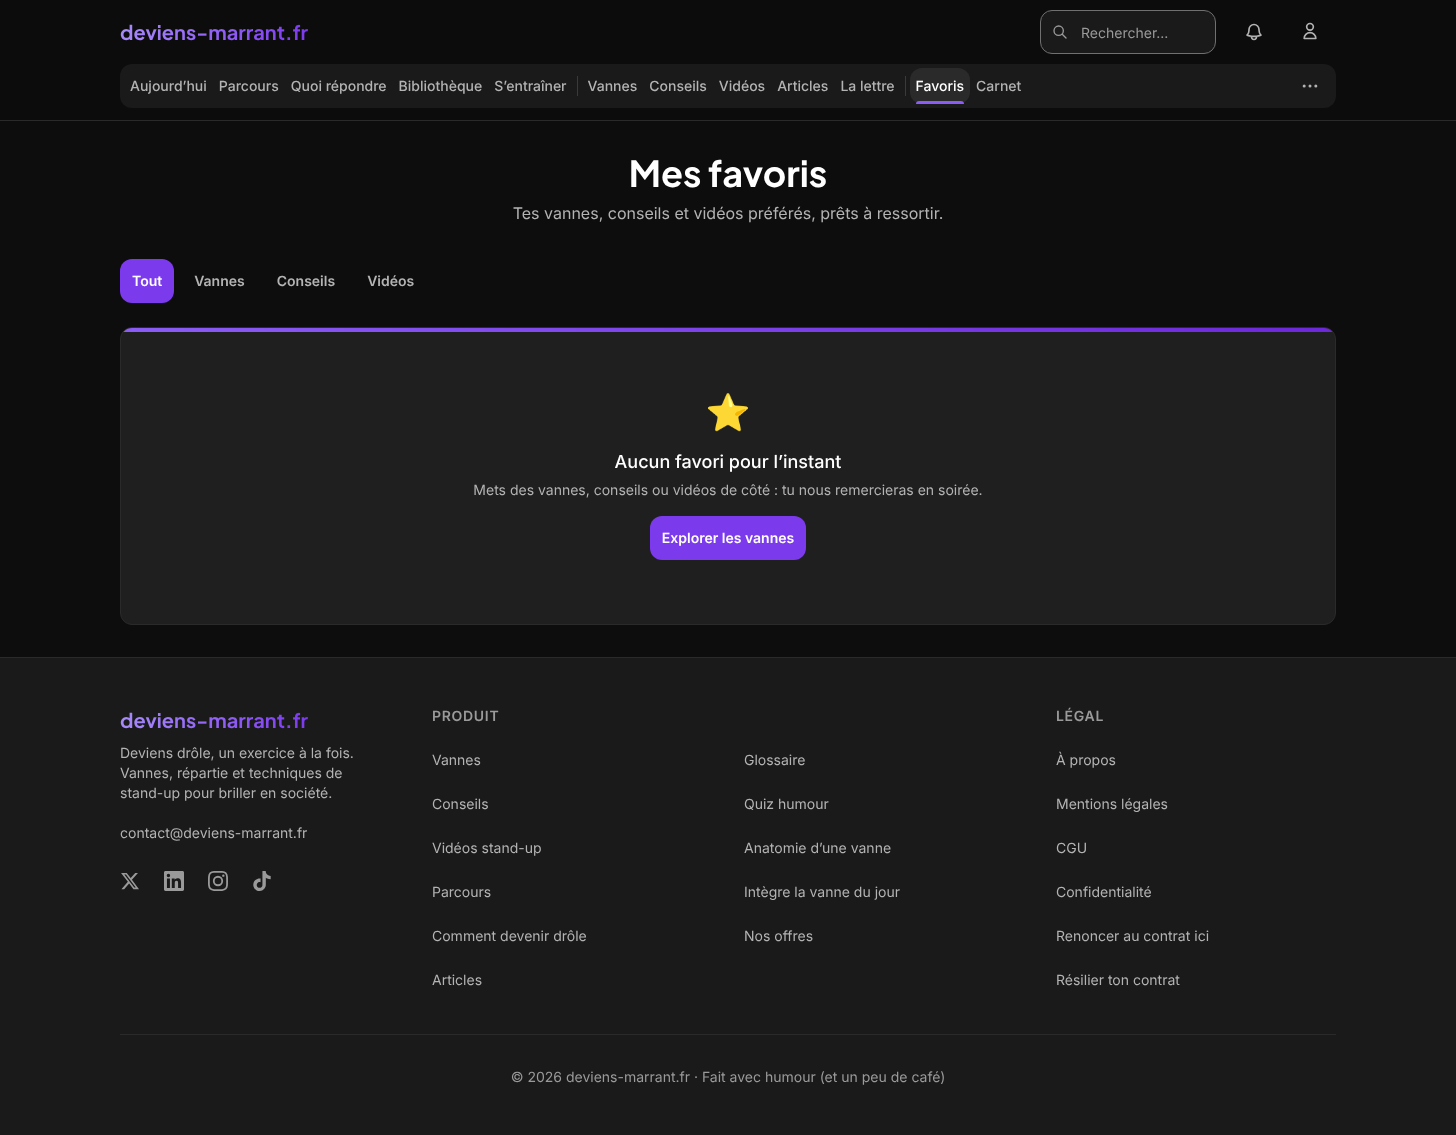 deviens-marrant.fr
Rechercher...
Aujourd’hui Parcours Quoi répondre Bibliothèque S’entraîner Vannes Conseils Vidéos Articles La lettre Favoris Carnet
Mes favoris
Tes vannes, conseils et vidéos préférés, prêts à ressortir.
Tout Vannes Conseils Vidéos
Aucun favori pour l’instant
Mets des vannes, conseils ou vidéos de côté : tu nous remercieras en soirée.
Explorer les vannes
deviens-marrant.fr
Deviens drôle, un exercice à la fois.
Vannes, répartie et techniques de
stand-up pour briller en société.
contact@deviens-marrant.fr
PRODUIT
Vannes
Conseils
Vidéos stand-up
Parcours
Comment devenir drôle
Articles
Glossaire
Quiz humour
Anatomie d’une vanne
Intègre la vanne du jour
Nos offres
LÉGAL
À propos
Mentions légales
CGU
Confidentialité
Renoncer au contrat ici
Résilier ton contrat
© 2026 deviens-marrant.fr · Fait avec humour (et un peu de café)